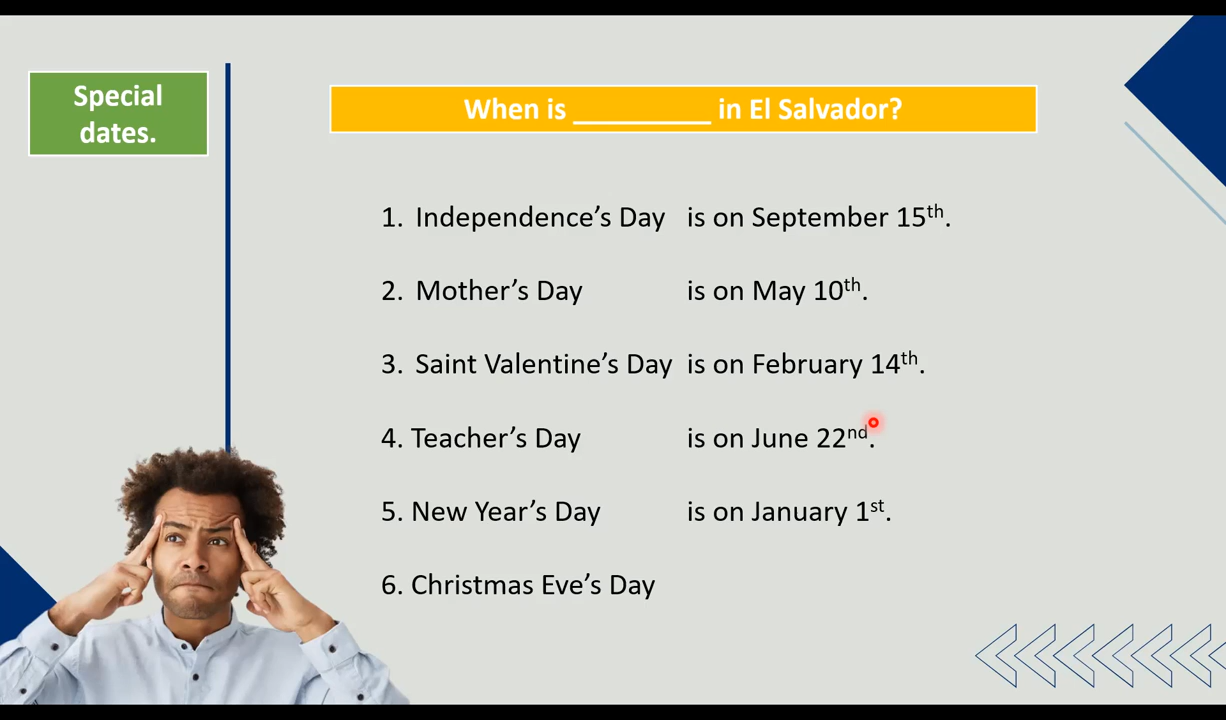 Special
dates.
When is _________ in El Salvador?
1. Independence’s Day is on September 15th.
2. Mother’s Day is on May 10th.
3. Saint Valentine’s Day is on February 14th.
4. Teacher’s Day is on June 22nd.
5. New Year’s Day is on January 1st.
6. Christmas Eve’s Day